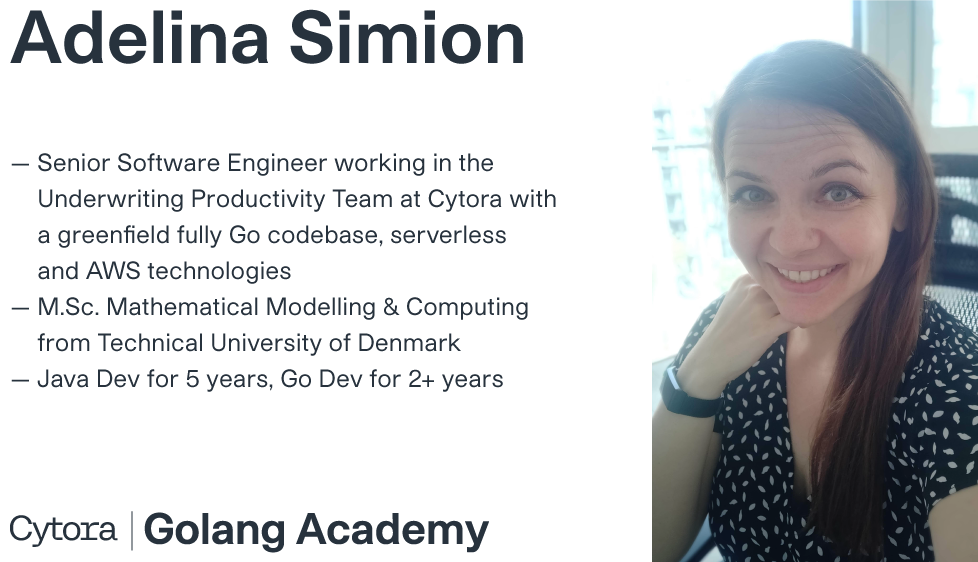 Adelina Simion
— Senior Software Engineer working in the
Underwriting Productivity Team at Cytora with
a greenfield fully Go codebase, serverless
and AWS technologies
— M.Sc. Mathematical Modelling & Computing
from Technical University of Denmark
— Java Dev for 5 years, Go Dev for 2+ years
Cytora | Golang Academy